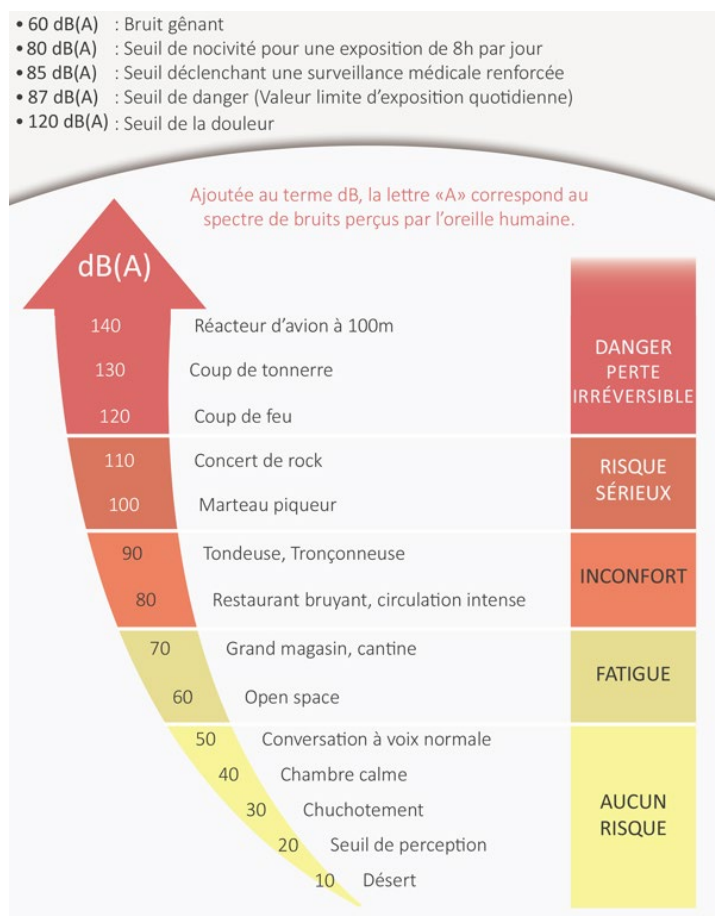 • 60 dB(A) : Bruit gênant
• 80 dB(A) : Seuil de nocivité pour une exposition de 8h par jour
• 85 dB(A) : Seuil déclenchant une surveillance médicale renforcée
• 87 dB(A) : Seuil de danger (Valeur limite d’exposition quotidienne)
• 120 dB(A) : Seuil de la douleur
Ajoutée au terme dB, la lettre «A» correspond au
spectre de bruits perçus par l’oreille humaine.
dB(A)
140 Réacteur d’avion à 100m
130 Coup de tonnerre
120 Coup de feu
DANGER
PERTE
IRRÉVERSIBLE
110 Concert de rock
100 Marteau piqueur
RISQUE
SÉRIEUX
90 Tondeuse, Tronçonneuse
80 Restaurant bruyant, circulation intense
INCONFORT
70 Grand magasin, cantine
60 Open space
FATIGUE
50 Conversation à voix normale
40 Chambre calme
30 Chuchotement
20 Seuil de perception
10 Désert
AUCUN
RISQUE